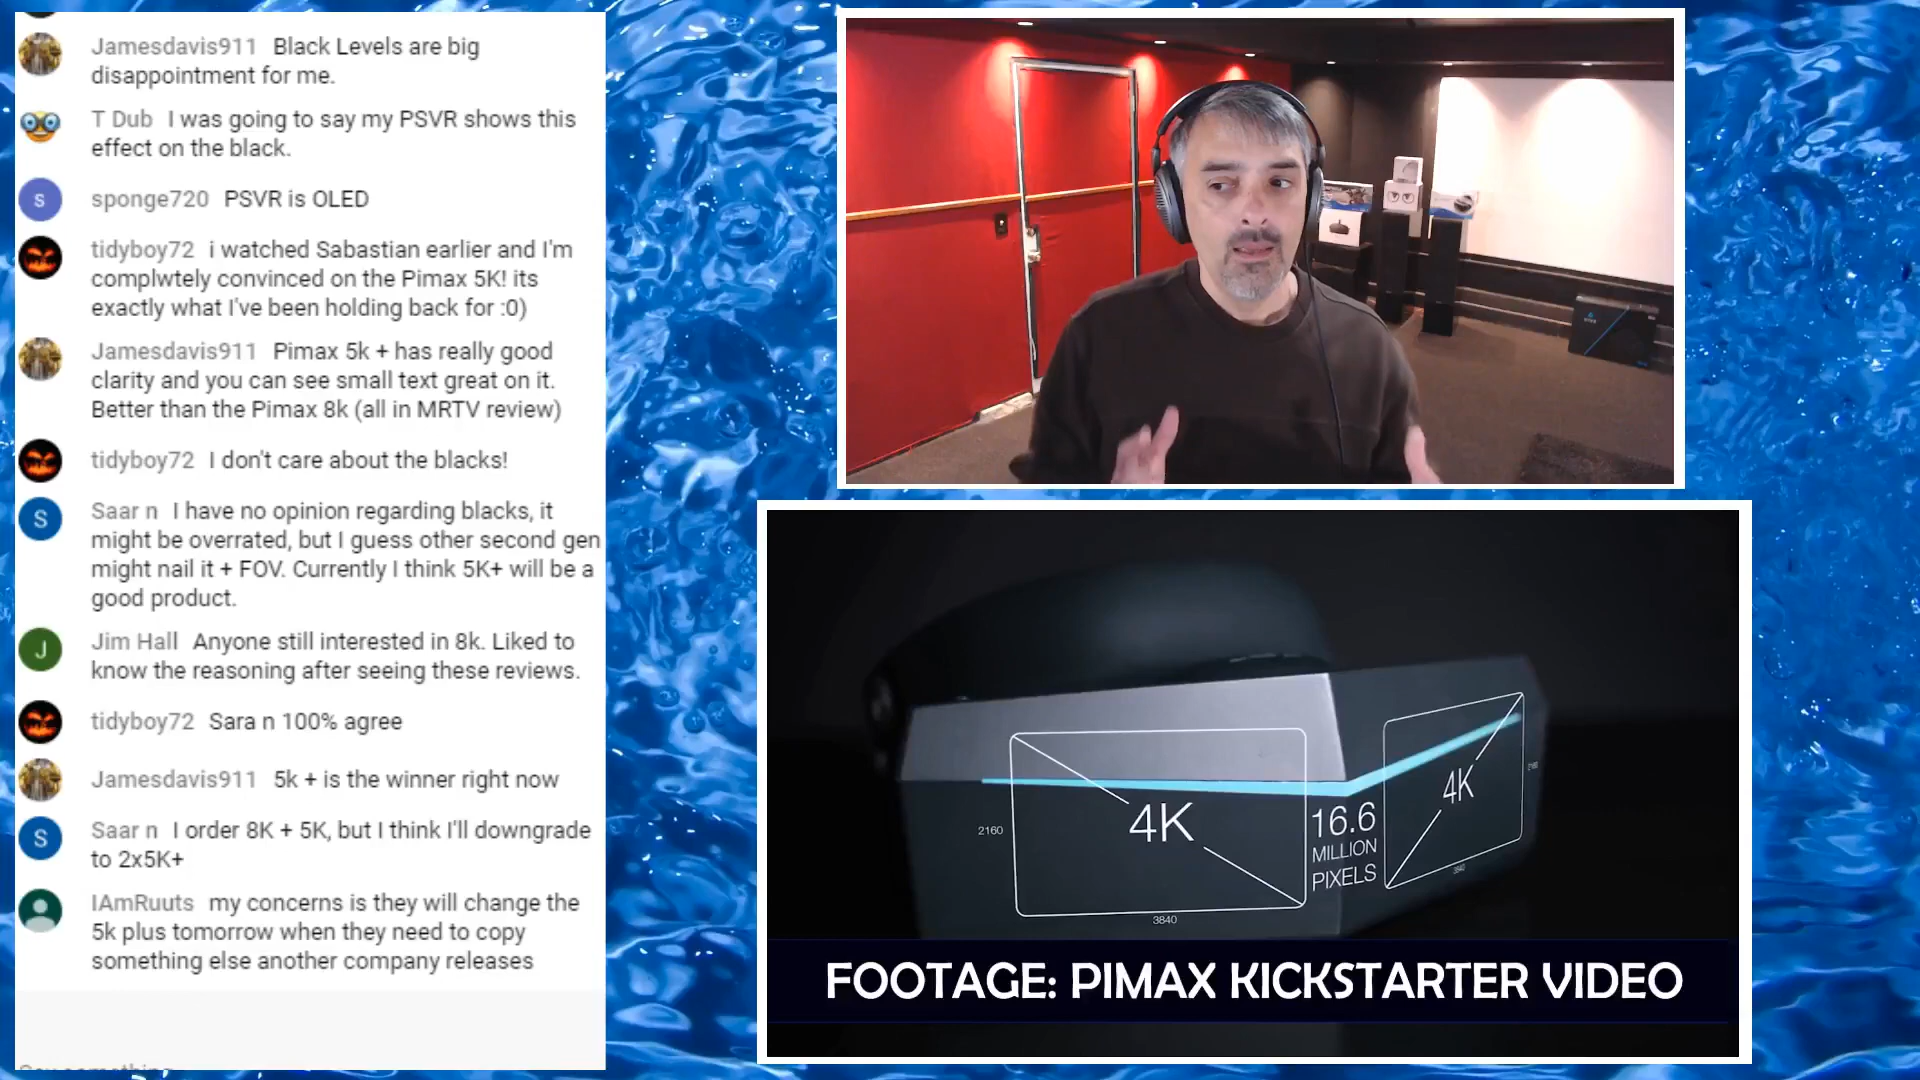 Jamesdavis911 Black Levels are big
disappointment for me.
T Dub I was going to say my PSVR shows this
effect on the black.
S
sponge720 PSVR is OLED
tidyboy72 i watched Sabastian earlier and I'm
complwtely convinced on the Pimax 5K! its
exactly what I've been holding back for :0)
Jamesdavis911 Pimax 5k + has really good
clarity and you can see small text great on it.
Better than the Pimax 8k (all in MRTV review)
tidyboy72 I don't care about the blacks!
S
Saar n I have no opinion regarding blacks, it
might be overrated, but I guess other second gen
might nail it + FOV. Currently I think 5K+ will be a
good product.
J
Jim Hall Anyone still interested in 8k. Liked to
know the reasoning after seeing these reviews.
tidyboy72 Sara n 100% agree
Jamesdavis911 5k + is the winner right now
S
Saar n I order 8K + 5K, but I think I'll downgrade
to 2x5K+
IAmRuuts my concerns is they will change the
5k plus tomorrow when they need to copy
something else another company releases
2160
4K
3840
16.6
MILLION
PIXELS
4K
2160
3840
FOOTAGE: PIMAX KICKSTARTER VIDEO